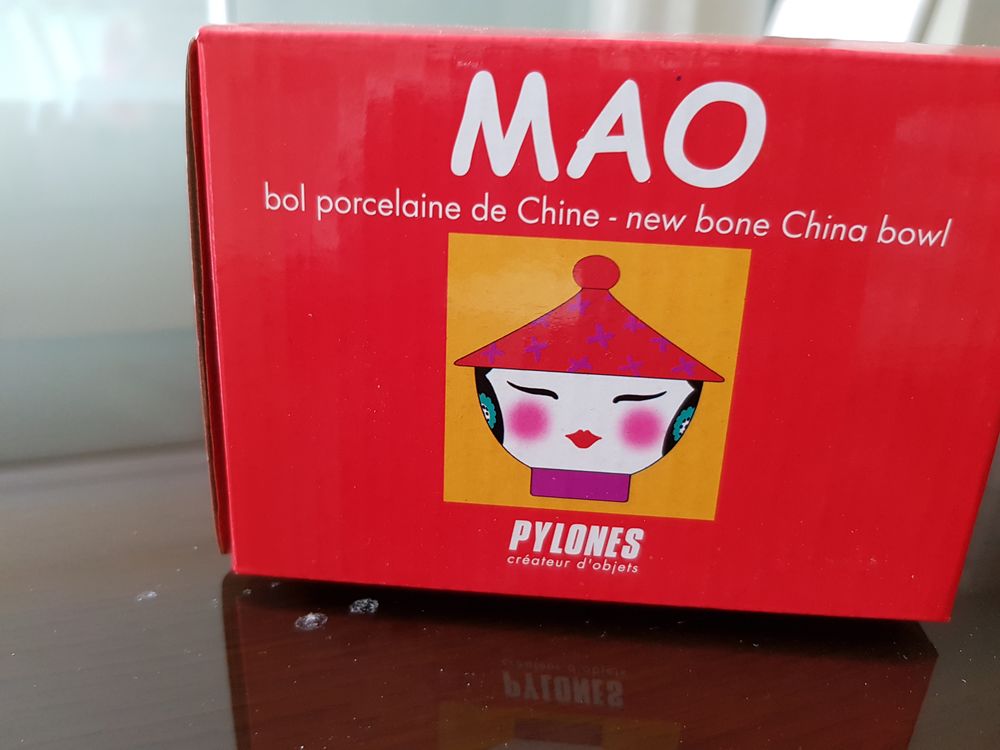 MAO
bol porcelaine de Chine - new bone China bowl
PYLONES
créateur d'objets